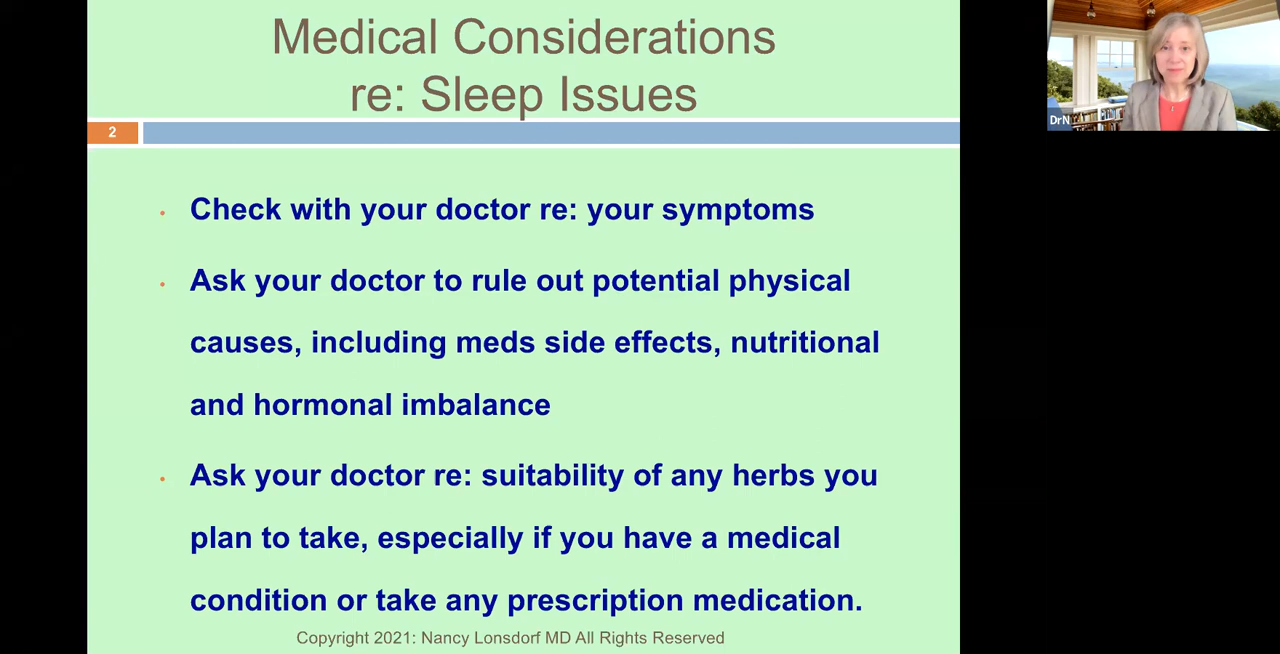 Medical Considerations
re: Sleep Issues
2
• Check with your doctor re: your symptoms
• Ask your doctor to rule out potential physical
causes, including meds side effects, nutritional
and hormonal imbalance
• Ask your doctor re: suitability of any herbs you
plan to take, especially if you have a medical
condition or take any prescription medication.
Copyright 2021: Nancy Lonsdorf MD All Rights Reserved
DrN